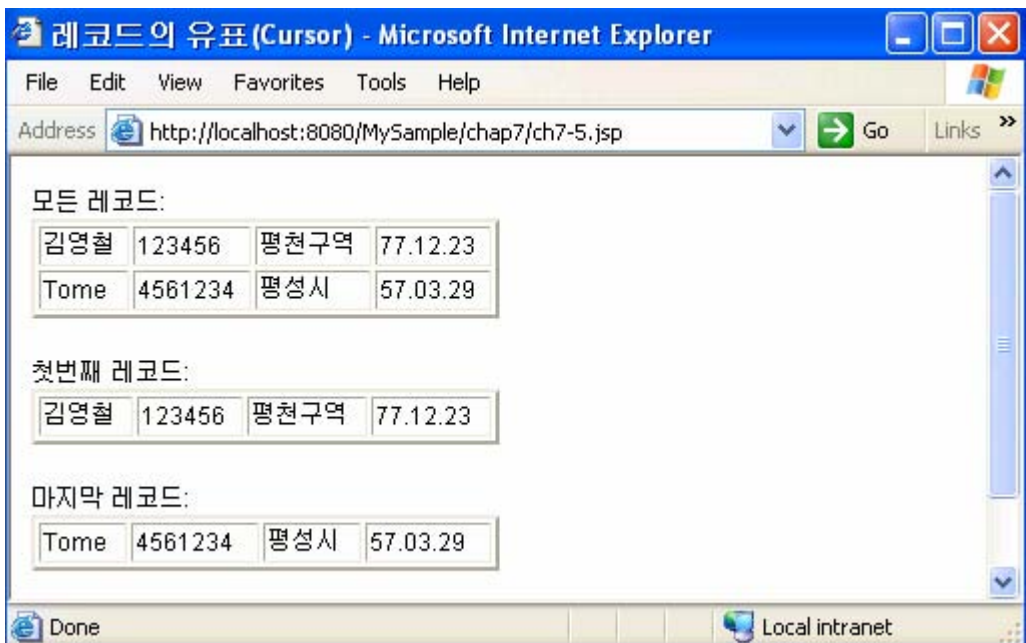 레코드의 유표(Cursor) - Microsoft Internet Explorer
File Edit View Favorites Tools Help
Address http://localhost:8080/MySample/chap7/ch7-5.jsp Go Links »
모든 레코드:
김영철 123456 평천구역 77.12.23
Tome 4561234 평성시 57.03.29
첫번째 레코드:
김영철 123456 평천구역 77.12.23
마지막 레코드:
Tome 4561234 평성시 57.03.29
Done Local intranet